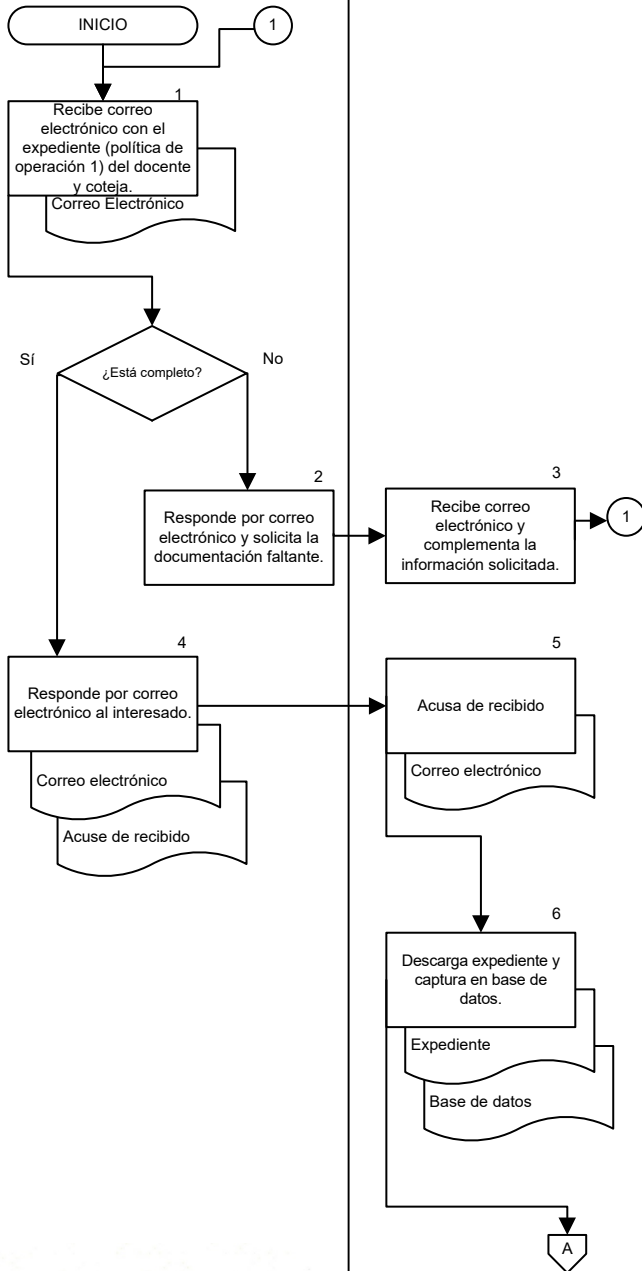 INICIO
1
1
Recibe correo
electrónico con el
expediente (política de
operación 1) del docente
y coteja.
Correo Electrónico
Sí
¿Está completo?
No
2
Responde por correo
electrónico y solicita la
documentación faltante.
3
Recibe correo
electrónico y
complementa la
información solicitada.
1
4
Responde por correo
electrónico al interesado.
Correo electrónico
Acuse de recibido
5
Acusa de recibido
Correo electrónico
6
Descarga expediente y
captura en base de
datos.
Expediente
Base de datos
A